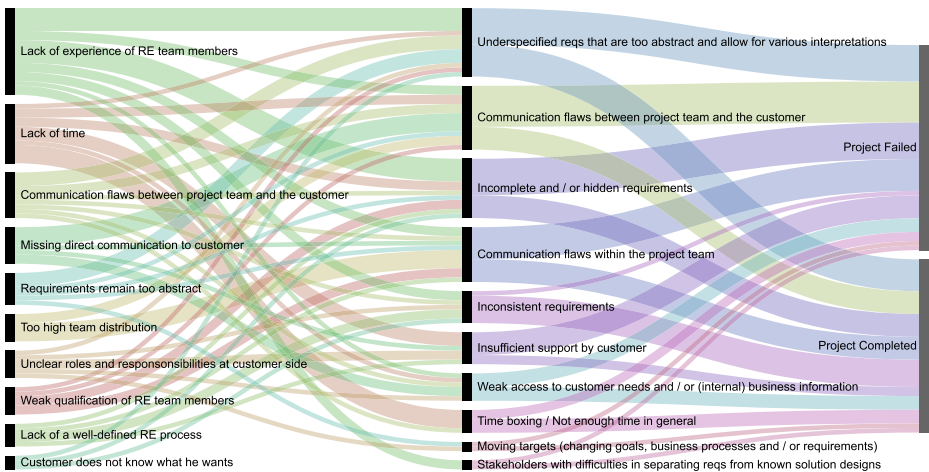 Lack of experience of RE team members
Lack of time
Communication flaws between project team and the customer
Missing direct communication to customer
Requirements remain too abstract
Too high team distribution
Unclear roles and responsonsibilities at customer side
Weak qualification of RE team members
Lack of a well-defined RE process
Customer does not know what he wants
Underspecified reqs that are too abstract and allow for various interpretations
Communication flaws between project team and the customer
Incomplete and / or hidden requirements
Communication flaws within the project team
Inconsistent requirements
Insufficient support by customer
Weak access to customer needs and / or (internal) business information
Time boxing / Not enough time in general
Moving targets (changing goals, business processes and / or requirements)
Stakeholders with difficulties in separating reqs from known solution designs
Project Failed
Project Completed